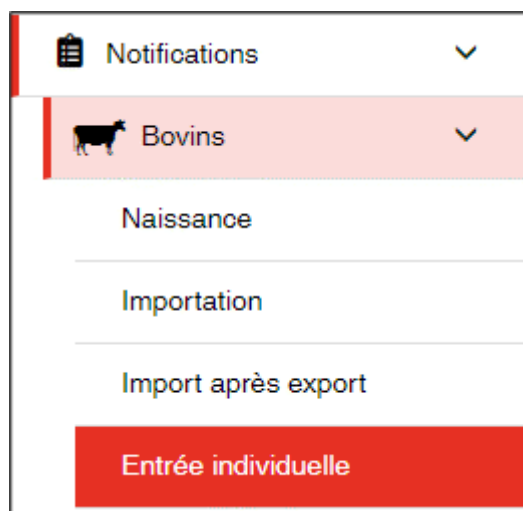 Notifications
Bovins
Naissance
Importation
Import après export
Entrée individuelle